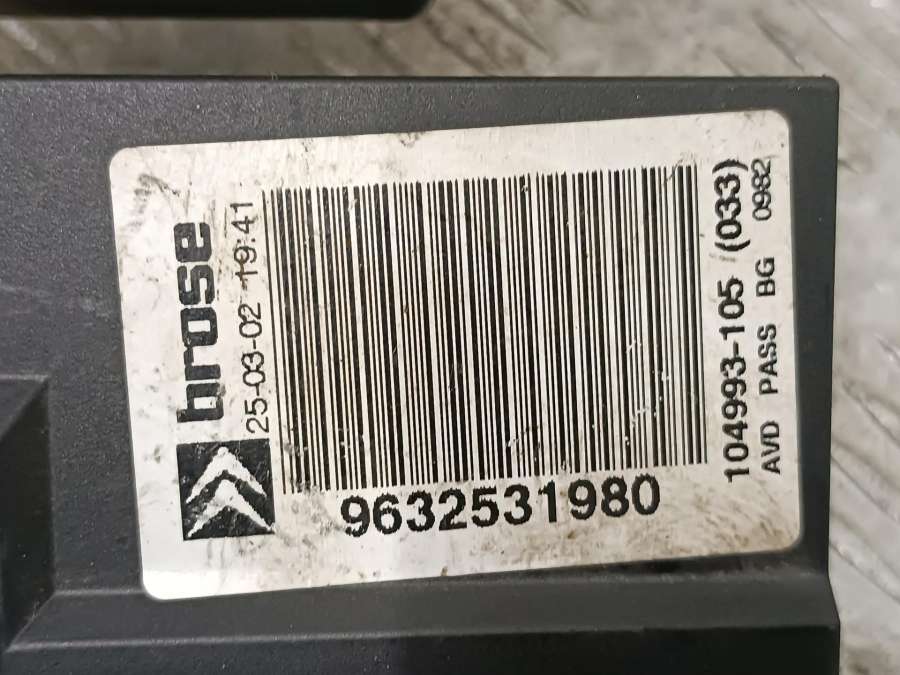 brose
25-03-02 19:41
9632531980
104993-105 (033)
AVD PASS BG 0982